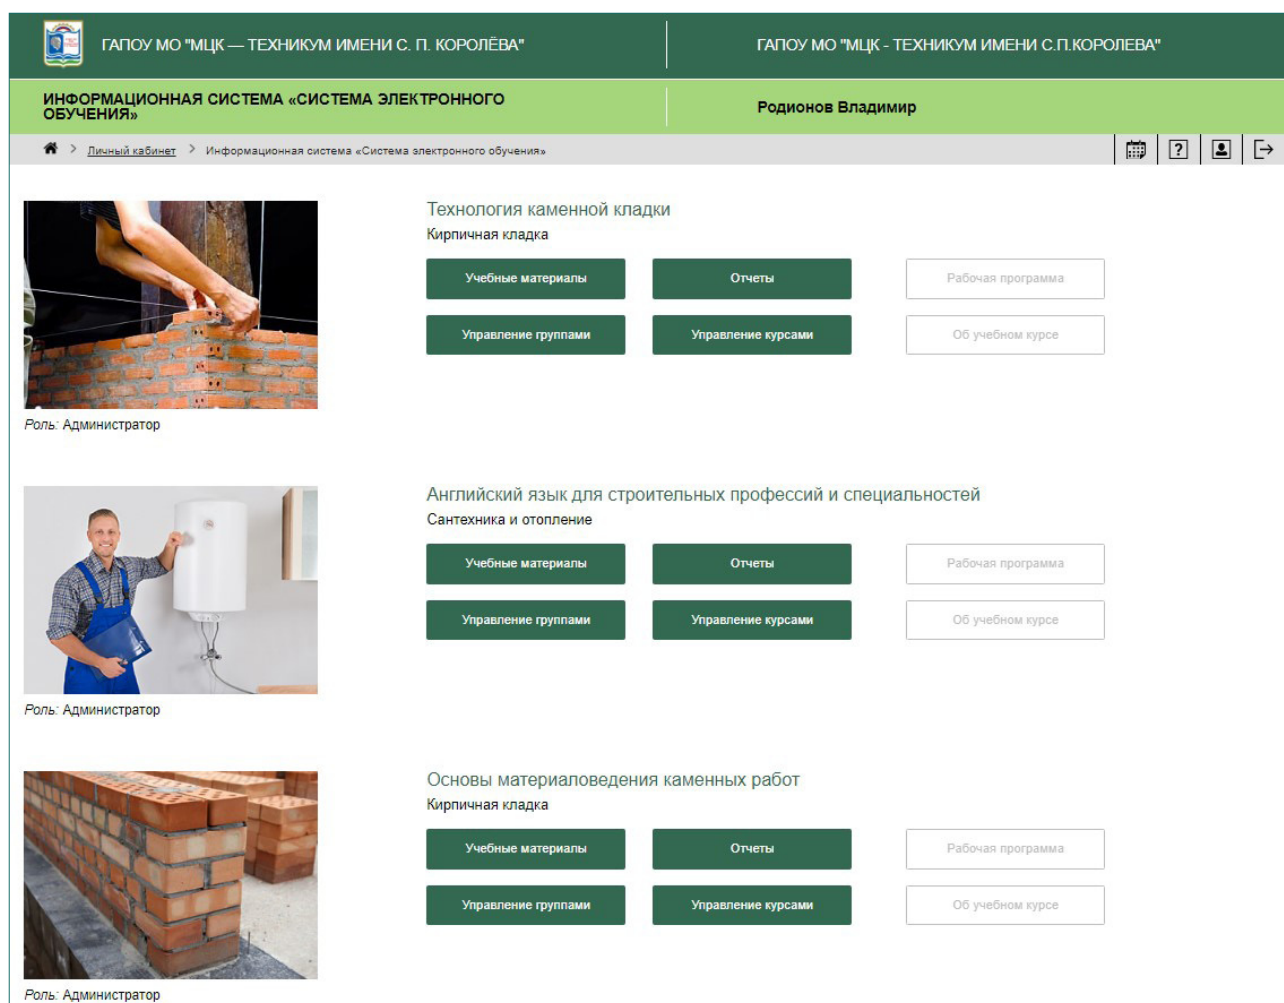 ГАПОУ МО "МЦК — ТЕХНИКУМ ИМЕНИ С. П. КОРОЛЁВА"
ГАПОУ МО "МЦК - ТЕХНИКУМ ИМЕНИ С.П.КОРОЛЕВА"
ИНФОРМАЦИОННАЯ СИСТЕМА «СИСТЕМА ЭЛЕКТРОННОГО
ОБУЧЕНИЯ»
Родионов Владимир
> Личный кабинет > Информационная система «Система электронного обучения»
Технология каменной кладки
Кирпичная кладка
Учебные материалы
Отчеты
Рабочая программа
Управление группами
Управление курсами
Об учебном курсе
Роль: Администратор
Английский язык для строительных профессий и специальностей
Сантехника и отопление
Учебные материалы
Отчеты
Рабочая программа
Управление группами
Управление курсами
Об учебном курсе
Роль: Администратор
Основы материаловедения каменных работ
Кирпичная кладка
Учебные материалы
Отчеты
Рабочая программа
Управление группами
Управление курсами
Об учебном курсе
Роль: Администратор